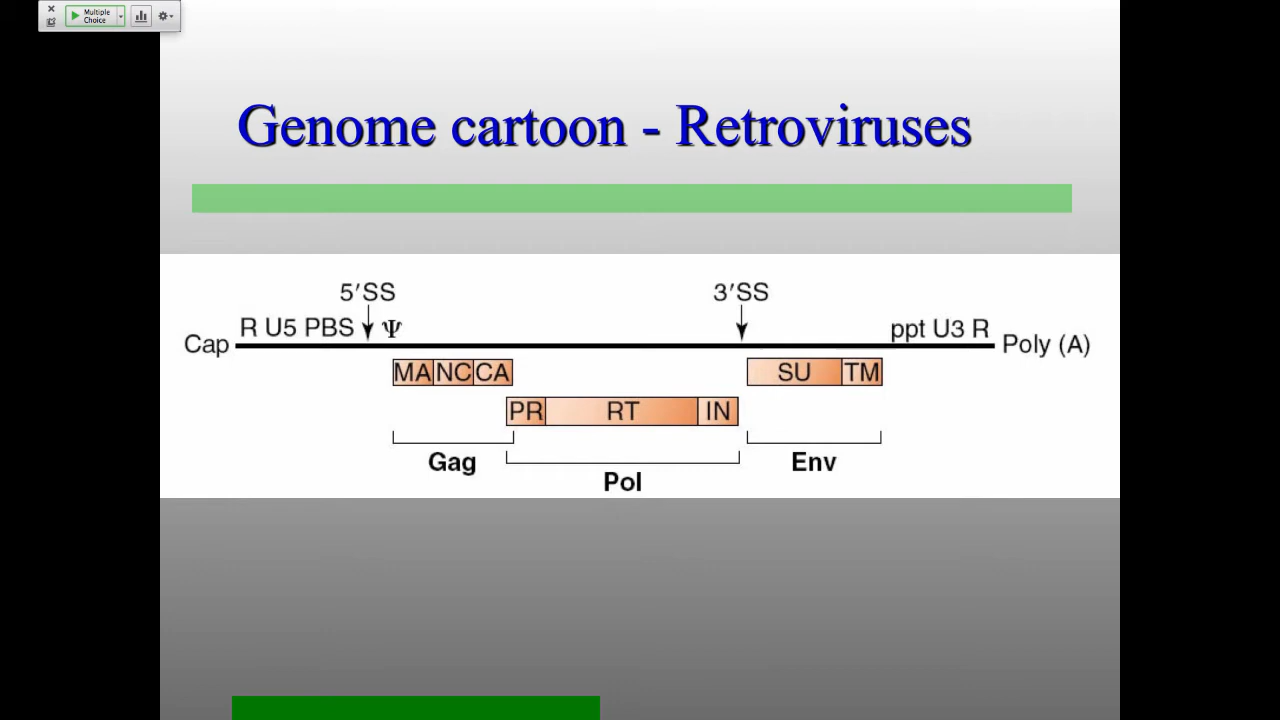 Multiple
Choice
Genome cartoon - Retroviruses
5′SS 3′SS
R U5 PBS Ψ ppt U3 R
Cap Poly (A)
MA NC CA SU TM
PR RT IN
Gag Env
Pol